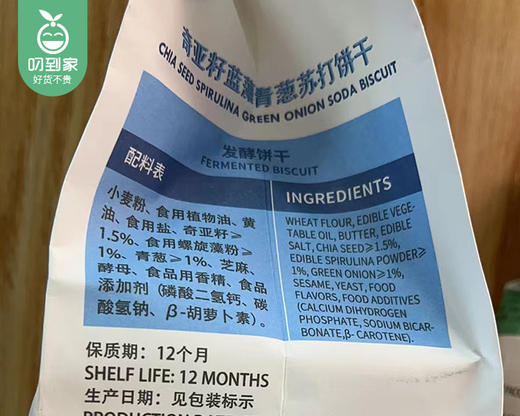 叨到家
好货不贵
奇亚籽蓝藻青葱苏打饼干
CHIA SEED SPIRULINA GREEN ONION SODA BISCUIT
发酵饼干
FERMENTED BISCUIT
配料表
小麦粉、食用植物油、黄
油、食用盐、奇亚籽≥
1.5%、食用螺旋藻粉≥
1%、青葱≥1%、芝麻、
酵母、食品用香精、食品
添加剂（磷酸二氢钙、碳
酸氢钠、β-胡萝卜素）。
INGREDIENTS
WHEAT FLOUR, EDIBLE VEGE-
TABLE OIL, BUTTER, EDIBLE
SALT, CHIA SEED≥1.5%,
EDIBLE SPIRULINA POWDER≥
1%, GREEN ONION≥1%,
SESAME, YEAST, FOOD
FLAVORS, FOOD ADDITIVES
(CALCIUM DIHYDROGEN
PHOSPHATE, SODIUM BICAR-
BONATE,β- CAROTENE).
保质期：12个月
SHELF LIFE: 12 MONTHS
生产日期：见包装标示